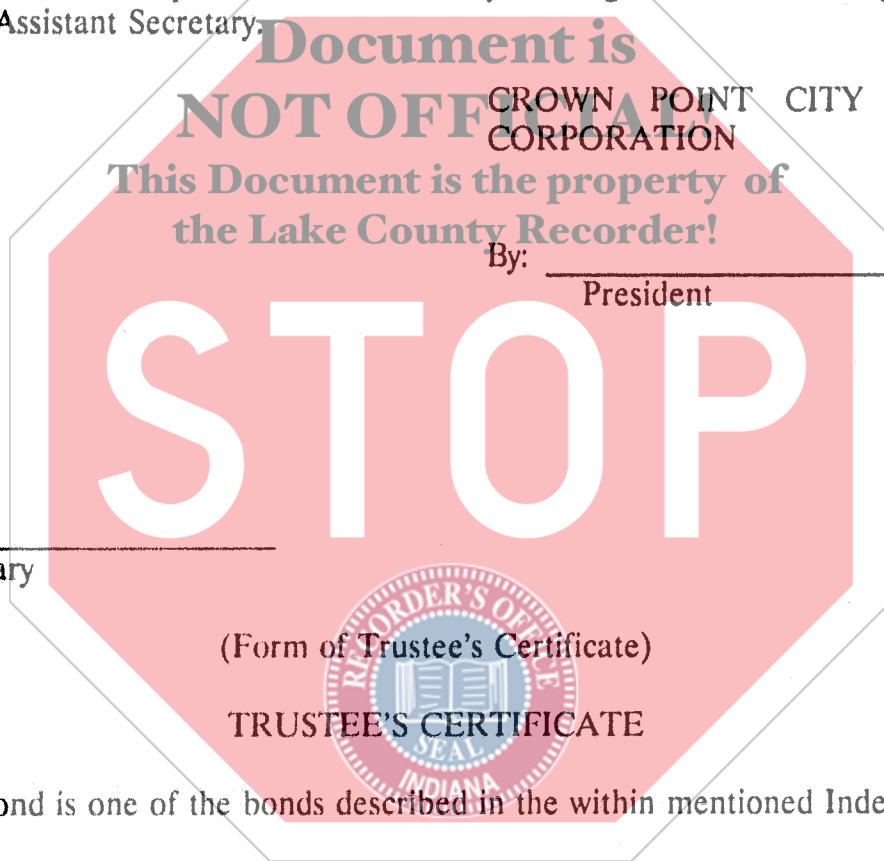 Assistant Secretary.
Document is
NOT OFFICIAL!
CROWN POINT CITY
CORPORATION
This Document is the property of
the Lake County Recorder!
By:
President
STOP
ary
RECORDER'S OFFICE
(Form of Trustee's Certificate)
TRUSTEE'S CERTIFICATE
SEAL
INDIANA
ond is one of the bonds described in the within mentioned Inde